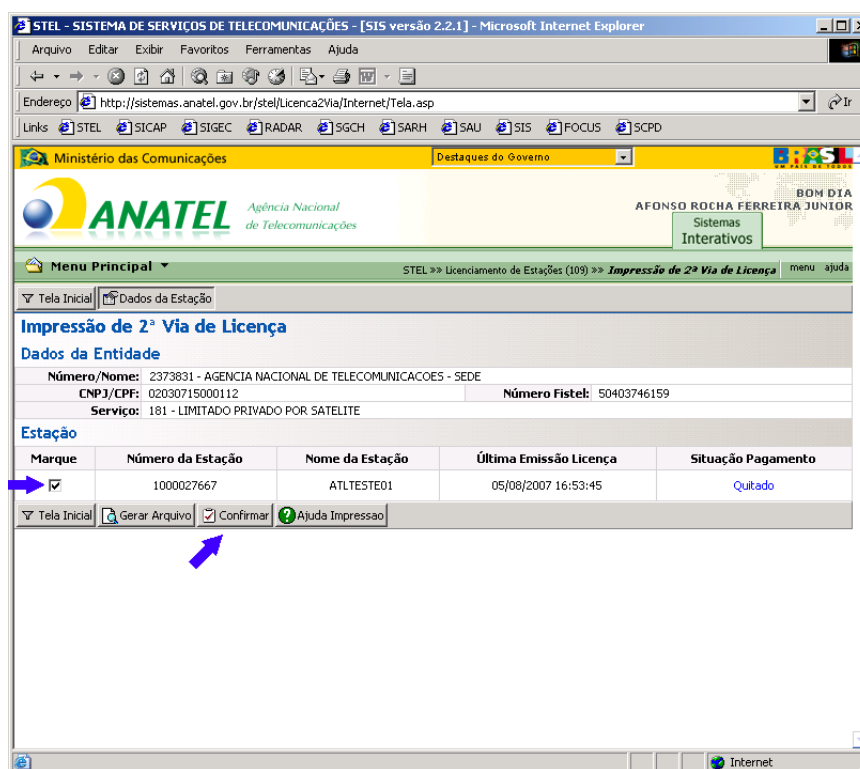 STEL - SISTEMA DE SERVIÇOS DE TELECOMUNICAÇÕES - [SIS versão 2.2.1] - Microsoft Internet Explorer
Arquivo Editar Exibir Favoritos Ferramentas Ajuda
Endereço http://sistemas.anatel.gov.br/stel/Licenca2Via/Internet/Tela.asp Ir
Links STEL SICAP SIGEC RADAR SGCH SARH SAU SIS FOCUS SCPD
Ministério das Comunicações Destaques do Governo BRASIL
UM PAÍS DE TODOS
BOM DIA
ANATEL Agência Nacional AFONSO ROCHA FERREIRA JUNIOR
de Telecomunicações Sistemas
Interativos
Menu Principal STEL »» Licenciamento de Estações (109) »» Impressão de 2ª Via de Licença menu ajuda
Tela Inicial Dados da Estação
Impressão de 2ª Via de Licença
Dados da Entidade
Número/Nome: 2373831 - AGENCIA NACIONAL DE TELECOMUNICACOES - SEDE
CNPJ/CPF: 02030715000112 Número Fistel: 50403746159
Serviço: 181 - LIMITADO PRIVADO POR SATELITE
Estação
Marque Número da Estação Nome da Estação Última Emissão Licença Situação Pagamento
1000027667 ATLTESTE01 05/08/2007 16:53:45 Quitado
Tela Inicial Gerar Arquivo Confirmar Ajuda Impressao
Internet